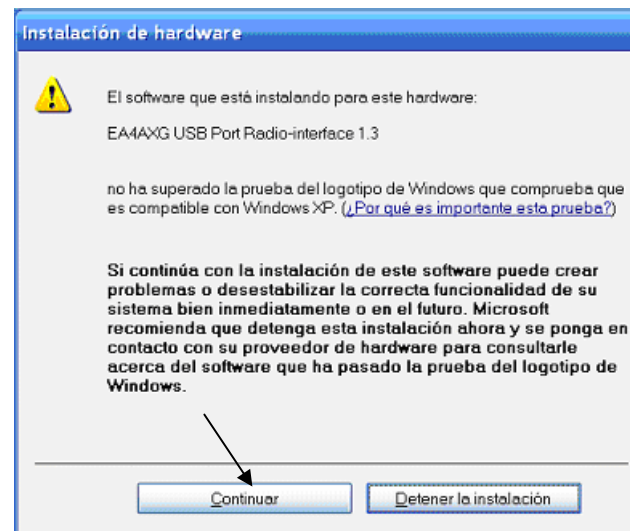 Instalación de hardware
El software que está instalando para este hardware:
EA4AXG USB Port Radio-interface 1.3
no ha superado la prueba del logotipo de Windows que comprueba que
es compatible con Windows XP. (¿Por qué es importante esta prueba?)
Si continúa con la instalación de este software puede crear
problemas o desestabilizar la correcta funcionalidad de su
sistema bien inmediatamente o en el futuro. Microsoft
recomienda que detenga esta instalación ahora y se ponga en
contacto con su proveedor de hardware para consultarle
acerca del software que ha pasado la prueba del logotipo de
Windows.
Continuar
Detener la instalación